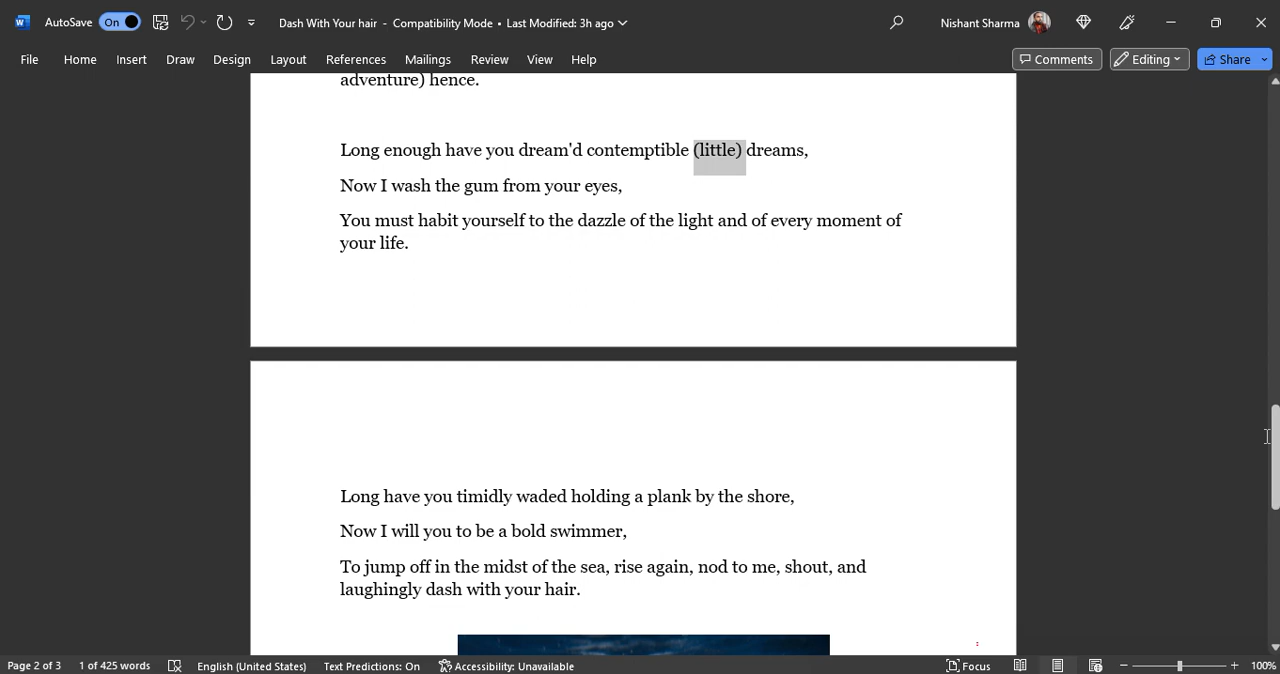 AutoSave On Dash With Your hair - Compatibility Mode • Last Modified: 3h ago Nishant Sharma
File Home Insert Draw Design Layout References Mailings Review View Help Comments Editing Share
adventure) hence.
Long enough have you dream'd contemptible (little) dreams,
Now I wash the gum from your eyes,
You must habit yourself to the dazzle of the light and of every moment of
your life.
Long have you timidly waded holding a plank by the shore,
Now I will you to be a bold swimmer,
To jump off in the midst of the sea, rise again, nod to me, shout, and
laughingly dash with your hair.
Page 2 of 3 1 of 425 words English (United States) Text Predictions: On Accessibility: Unavailable Focus 100%